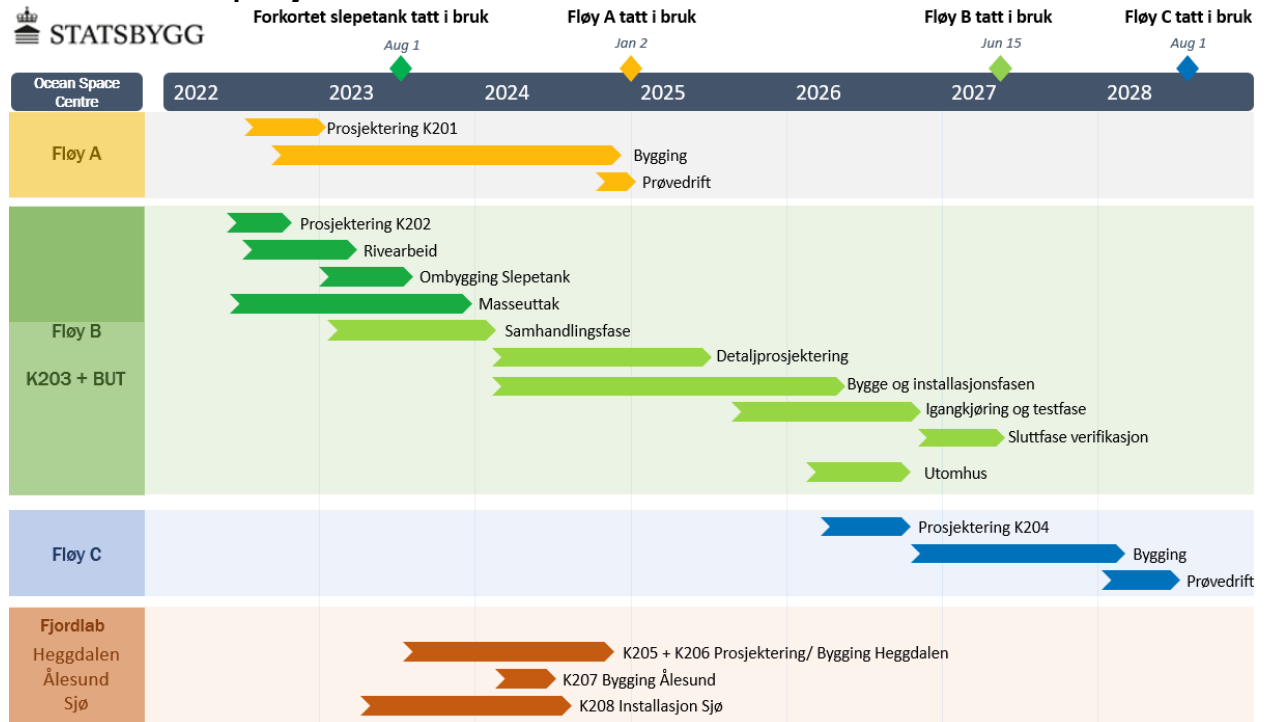 STATSBYGG
Forkortet slepetank tatt i bruk
Aug 1
Fløy A tatt i bruk
Jan 2
Fløy B tatt i bruk
Jun 15
Fløy C tatt i bruk
Aug 1
Ocean Space
Centre
2022 2023 2024 2025 2026 2027 2028
Fløy A
Prosjektering K201
Bygging
Prøvedrift
Fløy B
K203 + BUT
Prosjektering K202
Rivearbeid
Ombygging Slepetank
Masseuttak
Samhandlingsfase
Detaljprosjektering
Bygge og installasjonsfasen
Igangkjøring og testfase
Sluttfase verifikasjon
Utomhus
Fløy C
Prosjektering K204
Bygging
Prøvedrift
Fjordlab
Heggdalen
Ålesund
Sjø
K205 + K206 Prosjektering/ Bygging Heggdalen
K207 Bygging Ålesund
K208 Installasjon Sjø